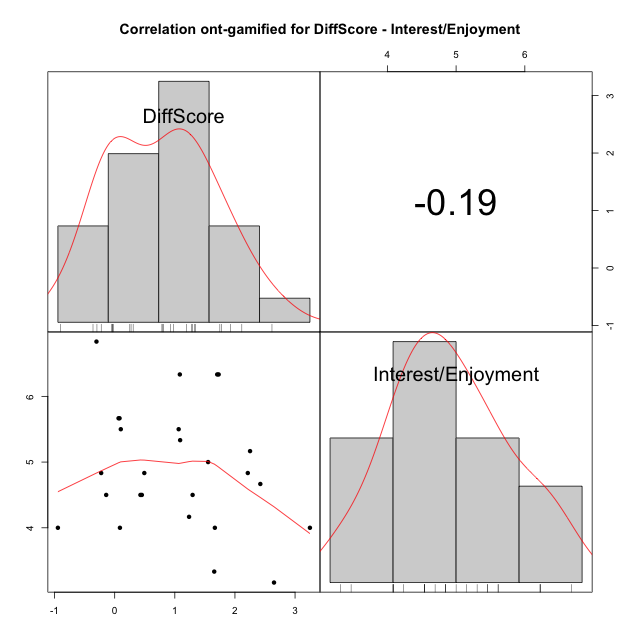 Correlation ont-gamified for DiffScore - Interest/Enjoyment
4 5 6
DiffScore
-0.19
3
2
1
0
-1
Interest/Enjoyment
6
5
4
-1 0 1 2 3